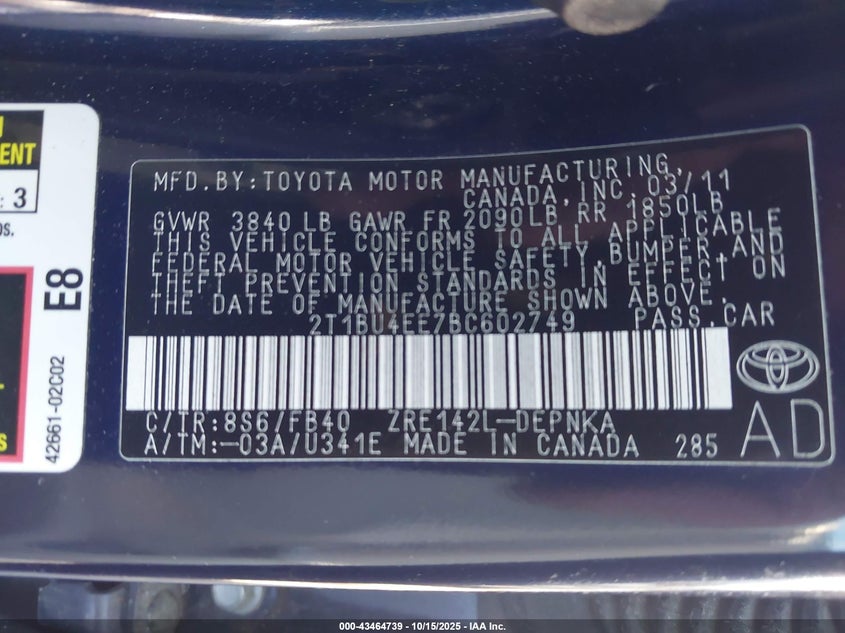 ENT
: 3
OS.
E8
42661-02C02
S
MFD.BY:TOYOTA MOTOR MANUFACTURING,
CANADA, INC. 03/11
GVWR 3840 LB GAWR FR 2090LB RR 1850LB
THIS VEHICLE CONFORMS TO ALL APPLICABLE
FEDERAL MOTOR VEHICLE SAFETY,BUMPER,AND
THEFT PREVENTION STANDARDS IN EFFECT ON
THE DATE OF MANUFACTURE SHOWN ABOVE.
2T1BU4EE7BC602749 PASS.CAR
C/TR:8S6/FB40 ZRE142L-DEPNKA
A/TM:-03A/U341E MADE IN CANADA 285
AD
000-43464739 - 10/15/2025 - IAA Inc.